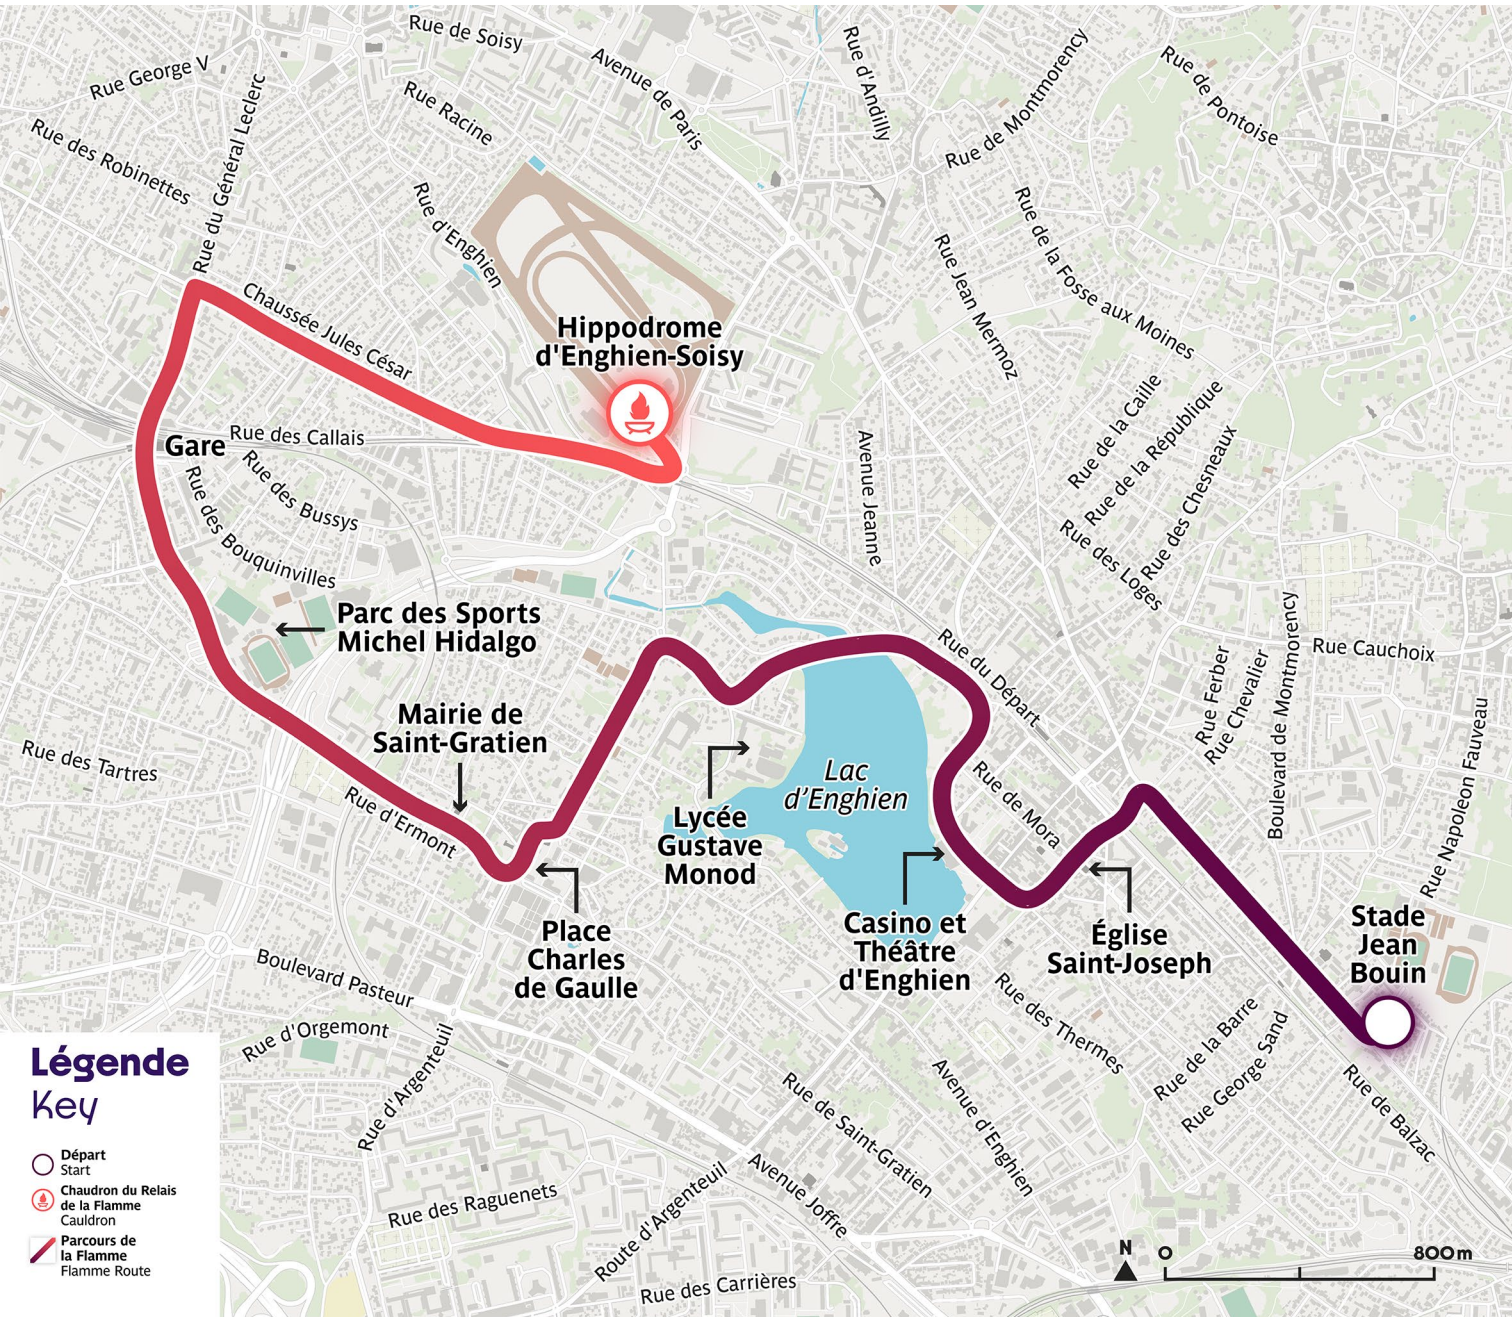 Rue de Soisy
Rue George V
Avenue de Paris
Rue d'Andilly
Rue de Montmorency
Rue de Pontoise
Rue Racine
Rue des Robinettes
Rue du Général Leclerc
Rue d'Enghien
Rue de la Fosse aux Moines
Rue Jean Mermoz
Chaussée Jules César
Hippodrome
d'Enghien-Soisy
Rue de la Caille
Rue de la République
Rue des Chesneaux
Gare
Rue des Callais
Rue des Bussys
Rue des Bouquinvilles
Avenue Jeanne
Rue des Loges
Parc des Sports
Michel Hidalgo
Rue du Départ
Rue Cauchoix
Rue Ferber
Rue Chevalier
Boulevard de Montmorency
Rue Napoleon Fauveau
Mairie de
Saint-Gratien
Rue des Tartres
Rue d'Ermont
Lac
d’Enghien
Rue de Mora
Lycée
Gustave
Monod
Place
Charles
de Gaulle
Casino et
Théâtre
d'Enghien
Église
Saint-Joseph
Stade
Jean
Bouin
Boulevard Pasteur
Rue d'Orgemont
Rue d'Argenteuil
Rue des Thermes
Rue de la Barre
Rue George Sand
Rue de Balzac
Rue de Saint-Gratien
Avenue d'Enghien
Rue des Raguenets
Route d'Argenteuil
Avenue Joffre
Rue des Carrières
Légende
Key
Départ
Start
Chaudron du Relais
de la Flamme
Cauldron
Parcours de
la Flamme
Flamme Route
N
0
800m